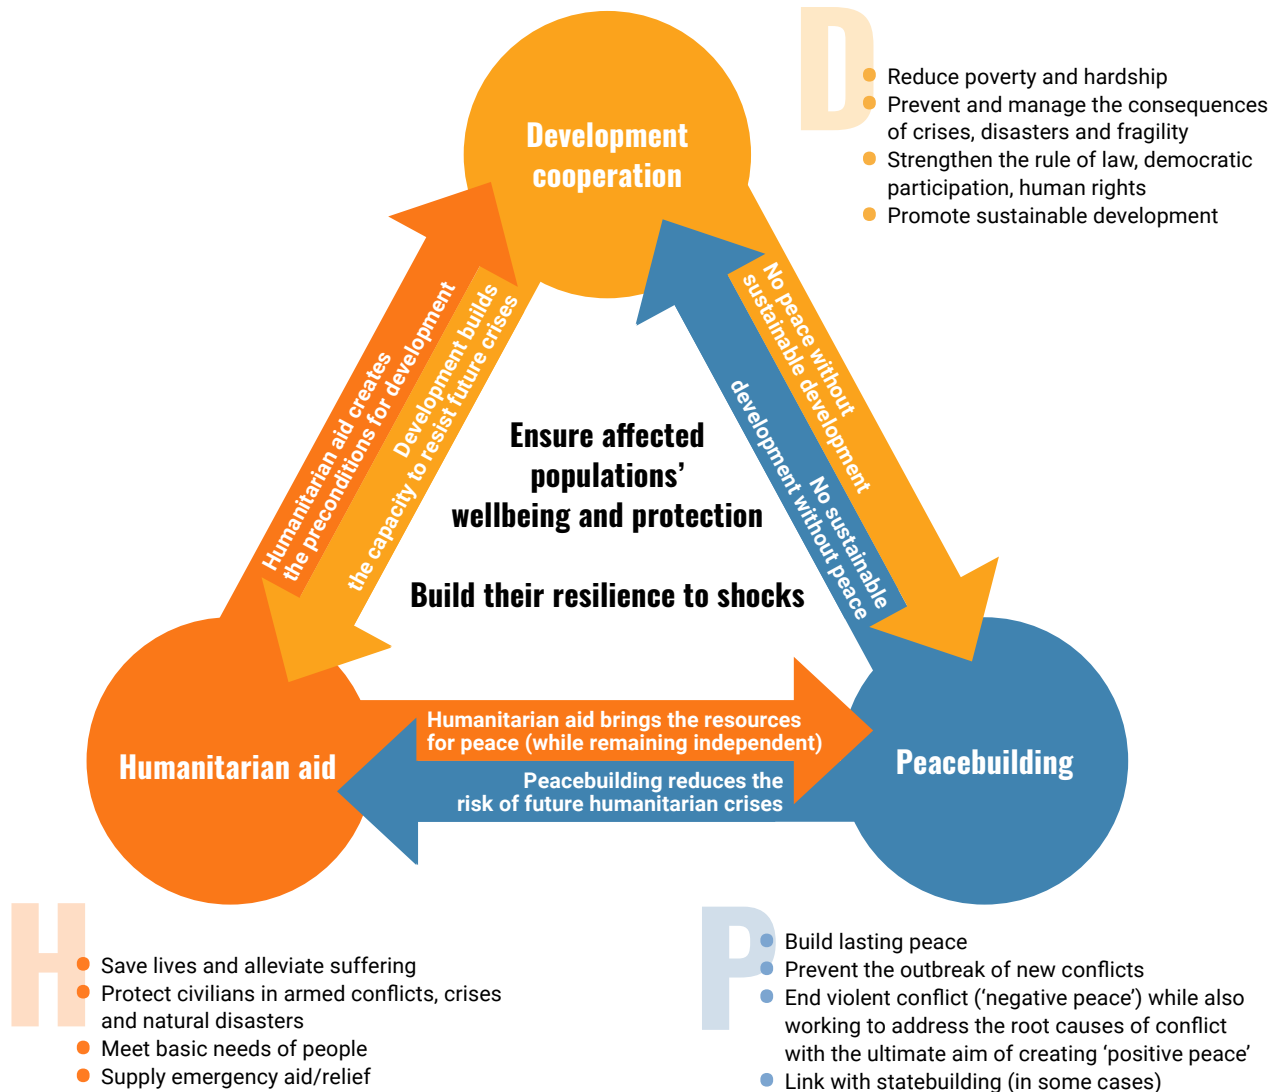 D
Reduce poverty and hardship
Prevent and manage the consequences
of crises, disasters and fragility
Strengthen the rule of law, democratic
participation, human rights
Promote sustainable development
Development
cooperation
Humanitarian aid creates
the preconditions for development
Development builds
the capacity to resist future crises
No peace without
sustainable development
No sustainable
development without peace
Ensure affected
populations’
wellbeing and protection
Build their resilience to shocks
Humanitarian aid
Humanitarian aid brings the resources
for peace (while remaining independent)
Peacebuilding reduces the
risk of future humanitarian crises
Peacebuilding
H
Save lives and alleviate suffering
Protect civilians in armed conflicts, crises
and natural disasters
Meet basic needs of people
Supply emergency aid/relief
P
Build lasting peace
Prevent the outbreak of new conflicts
End violent conflict (‘negative peace’) while also
working to address the root causes of conflict
with the ultimate aim of creating ‘positive peace’
Link with statebuilding (in some cases)